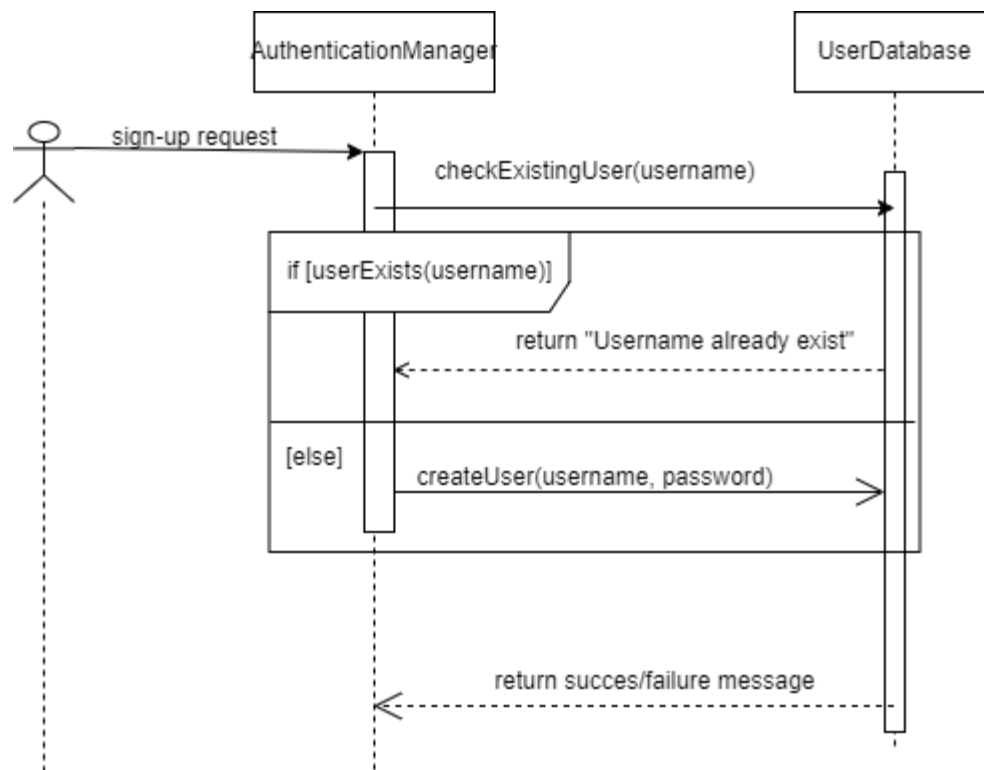 AuthenticationManager
UserDatabase
sign-up request
checkExistingUser(username)
if [userExists(username)]
return "Username already exist"
[else]
createUser(username, password)
return succes/failure message